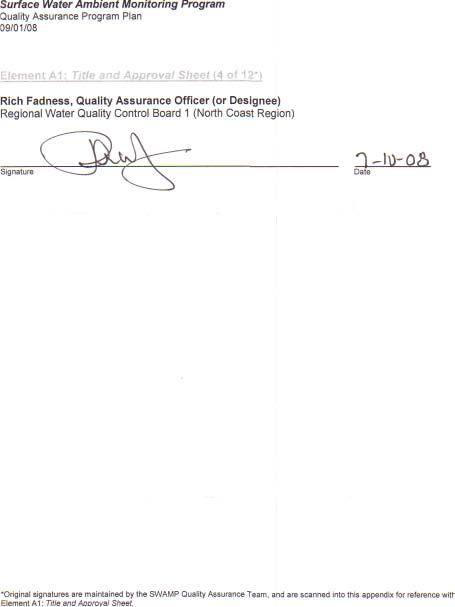 Surface Water Ambient Monitoring Program
Quality Assurance Program Plan
09/01/08
Element A1: Title and Approval Sheet (4 of 12*)
Rich Fadness, Quality Assurance Officer (or Designee)
Regional Water Quality Control Board 1 (North Coast Region)
7-10-08
Signature Date
*Original signatures are maintained by the SWAMP Quality Assurance Team, and are scanned into this appendix for reference with
Element A1: Title and Approval Sheet.